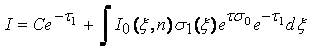 I = Ce^{-τ_1} + ∫ I_0(ξ,n)σ_1(ξ)e^{τσ_0}e^{-τ_1}dξ